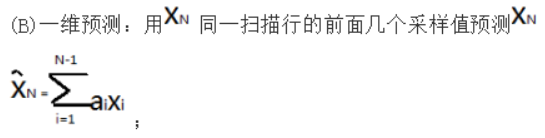 (B)一维预测：用XN 同一扫描行的前面几个采样值预测XN
X̂N = ∑_{i=1}^{N-1} aixi ；